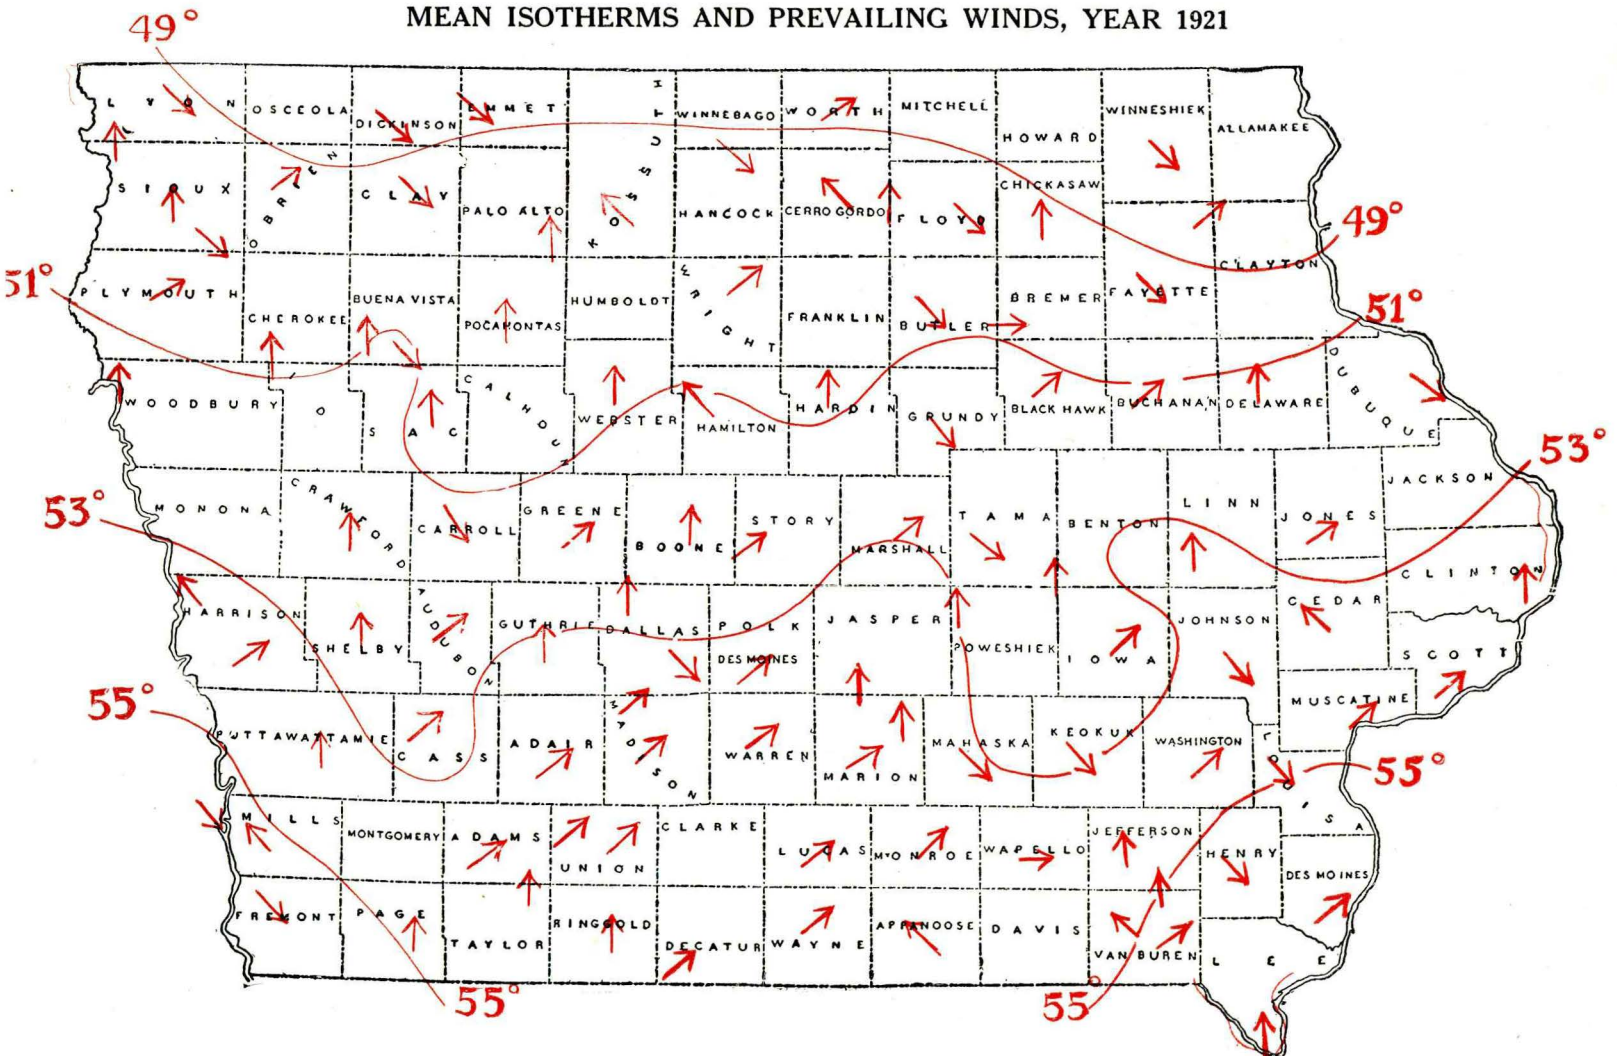 MEAN ISOTHERMS AND PREVAILING WINDS, YEAR 1921
49°
LYON
OSCEOLA
DICKINSON
EMMET
KOSSUTH
WINNEBAGO
WORTH
MITCHELL
HOWARD
WINNESHIEK
ALLAMAKEE
SIOUX
OBRIEN
CLAY
PALO ALTO
HANCOCK
CERRO GORDO
FLOYD
CHICKASAW
49°
51°
PLYMOUTH
CHEROKEE
BUENA VISTA
POCAHONTAS
HUMBOLDT
WRIGHT
FRANKLIN
BUTLER
BREMER
FAYETTE
CLAYTON
51°
WOODBURY
IDA
SAC
CALHOUN
WEBSTER
HAMILTON
HARDIN
GRUNDY
BLACK HAWK
BUCHANAN
DELAWARE
DUBUQUE
53°
53°
MONONA
CRAWFORD
CARROLL
GREENE
BOONE
STORY
MARSHALL
TAMA
BENTON
LINN
JONES
JACKSON
CLINTON
HARRISON
SHELBY
AUDUBON
GUTHRIE
DALLAS
POLK
DES MOINES
JASPER
POWESHIEK
IOWA
JOHNSON
CEDAR
SCOTT
MUSCATINE
55°
POTTAWATTAMIE
CASS
ADAIR
MADISON
WARREN
MARION
MAHASKA
KEOKUK
WASHINGTON
LOUISA
55°
MILLS
MONTGOMERY
ADAMS
UNION
CLARKE
LUCAS
MONROE
WAPELLO
JEFFERSON
HENRY
DES MOINES
FREMONT
PAGE
TAYLOR
RINGGOLD
DECATUR
WAYNE
APPANOOSE
DAVIS
VAN BUREN
LEE
55°
55°